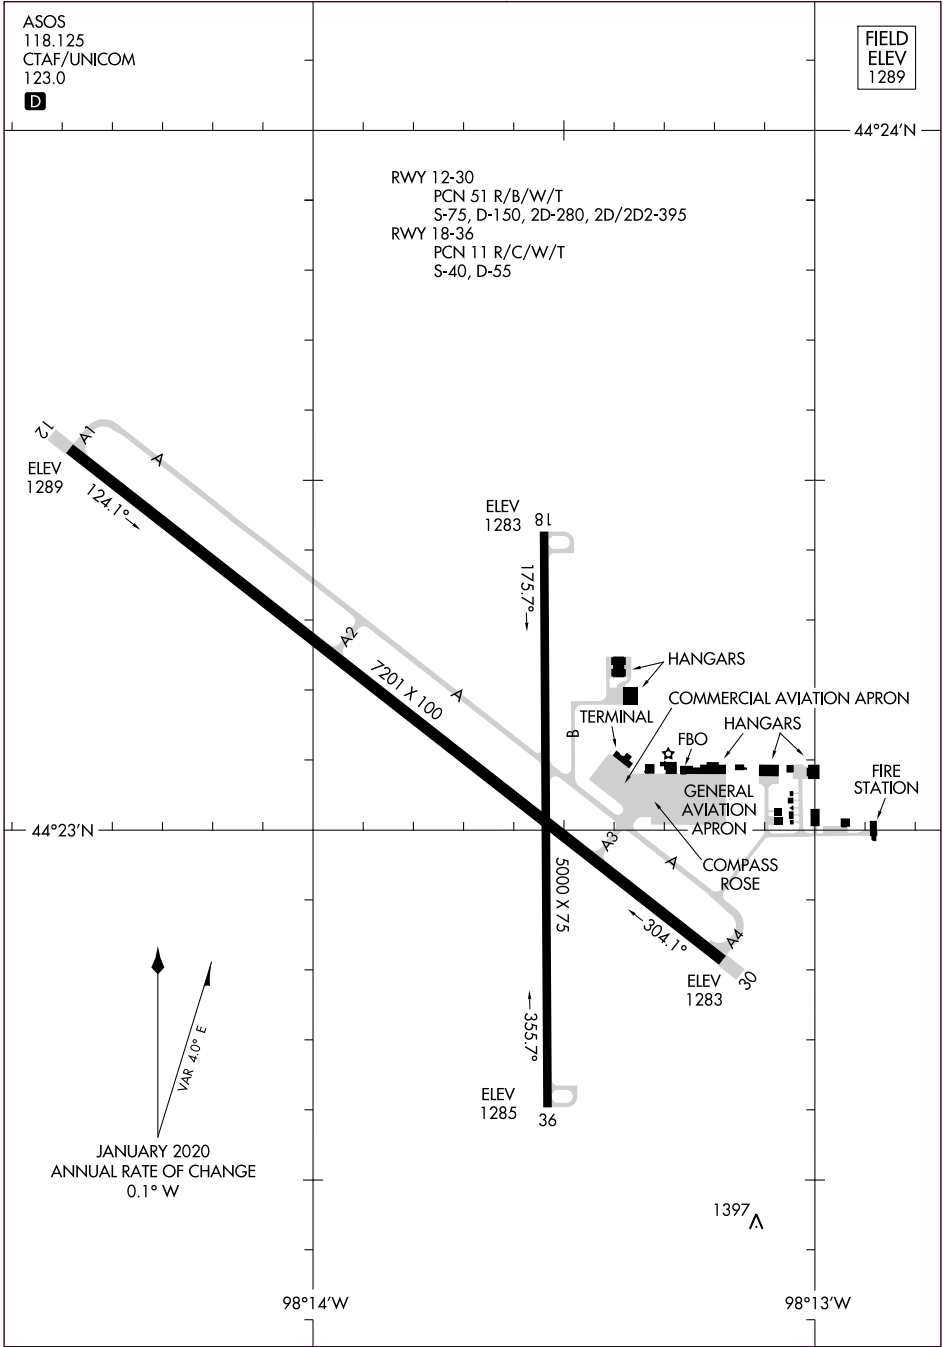 ASOS
118.125
CTAF/UNICOM
123.0
D
FIELD
ELEV
1289
44°24'N
RWY 12-30
PCN 51 R/B/W/T
S-75, D-150, 2D-280, 2D/2D2-395
RWY 18-36
PCN 11 R/C/W/T
S-40, D-55
12
A1
A
ELEV
1289
124.1°
ELEV
1283
18
175.7°
A2
7201 X 100
A
HANGARS
COMMERCIAL AVIATION APRON
TERMINAL
HANGARS
B
FBO
FIRE
STATION
GENERAL
AVIATION
APRON
44°23'N
A3
A
COMPASS
ROSE
5000 X 75
304.1°
A4
30
ELEV
1283
355.7°
VAR 4.0° E
ELEV
1285
36
JANUARY 2020
ANNUAL RATE OF CHANGE
0.1° W
1397
98°14'W
98°13'W